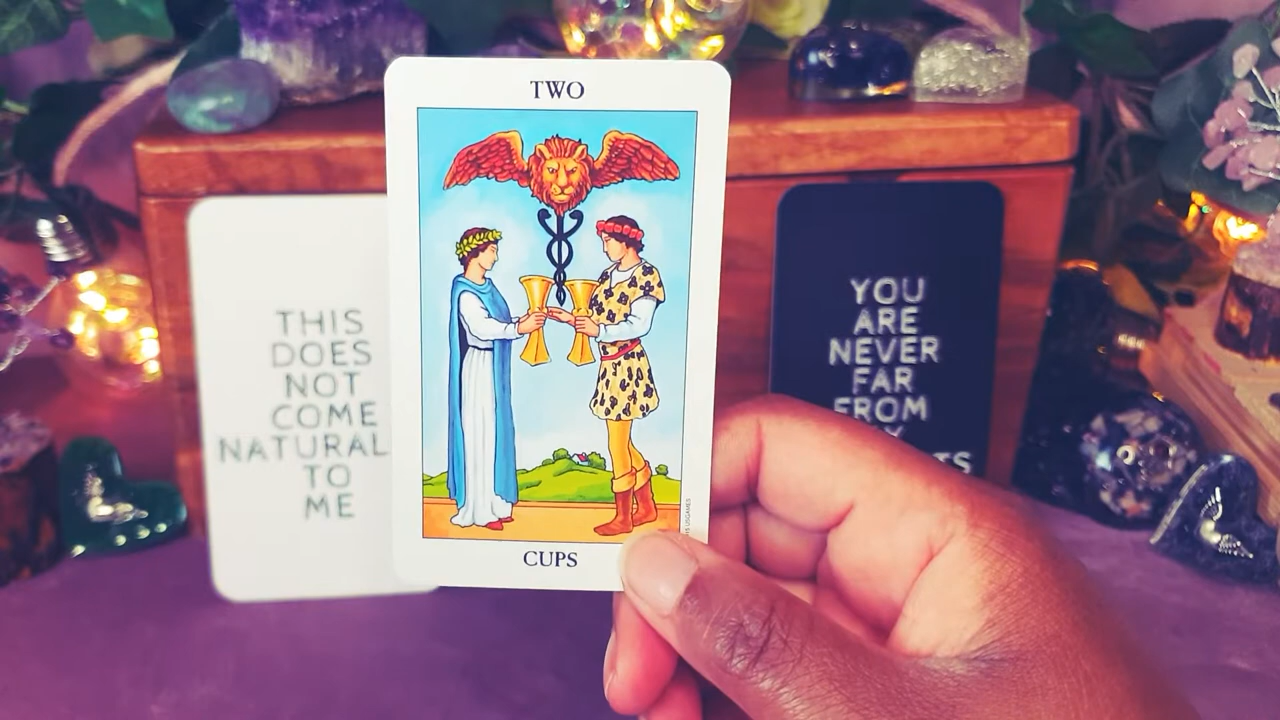 TWO
CUPS
THIS
DOES
NOT
COME
NATURAL
TO
ME
YOU
ARE
NEVER
FAR
FROM